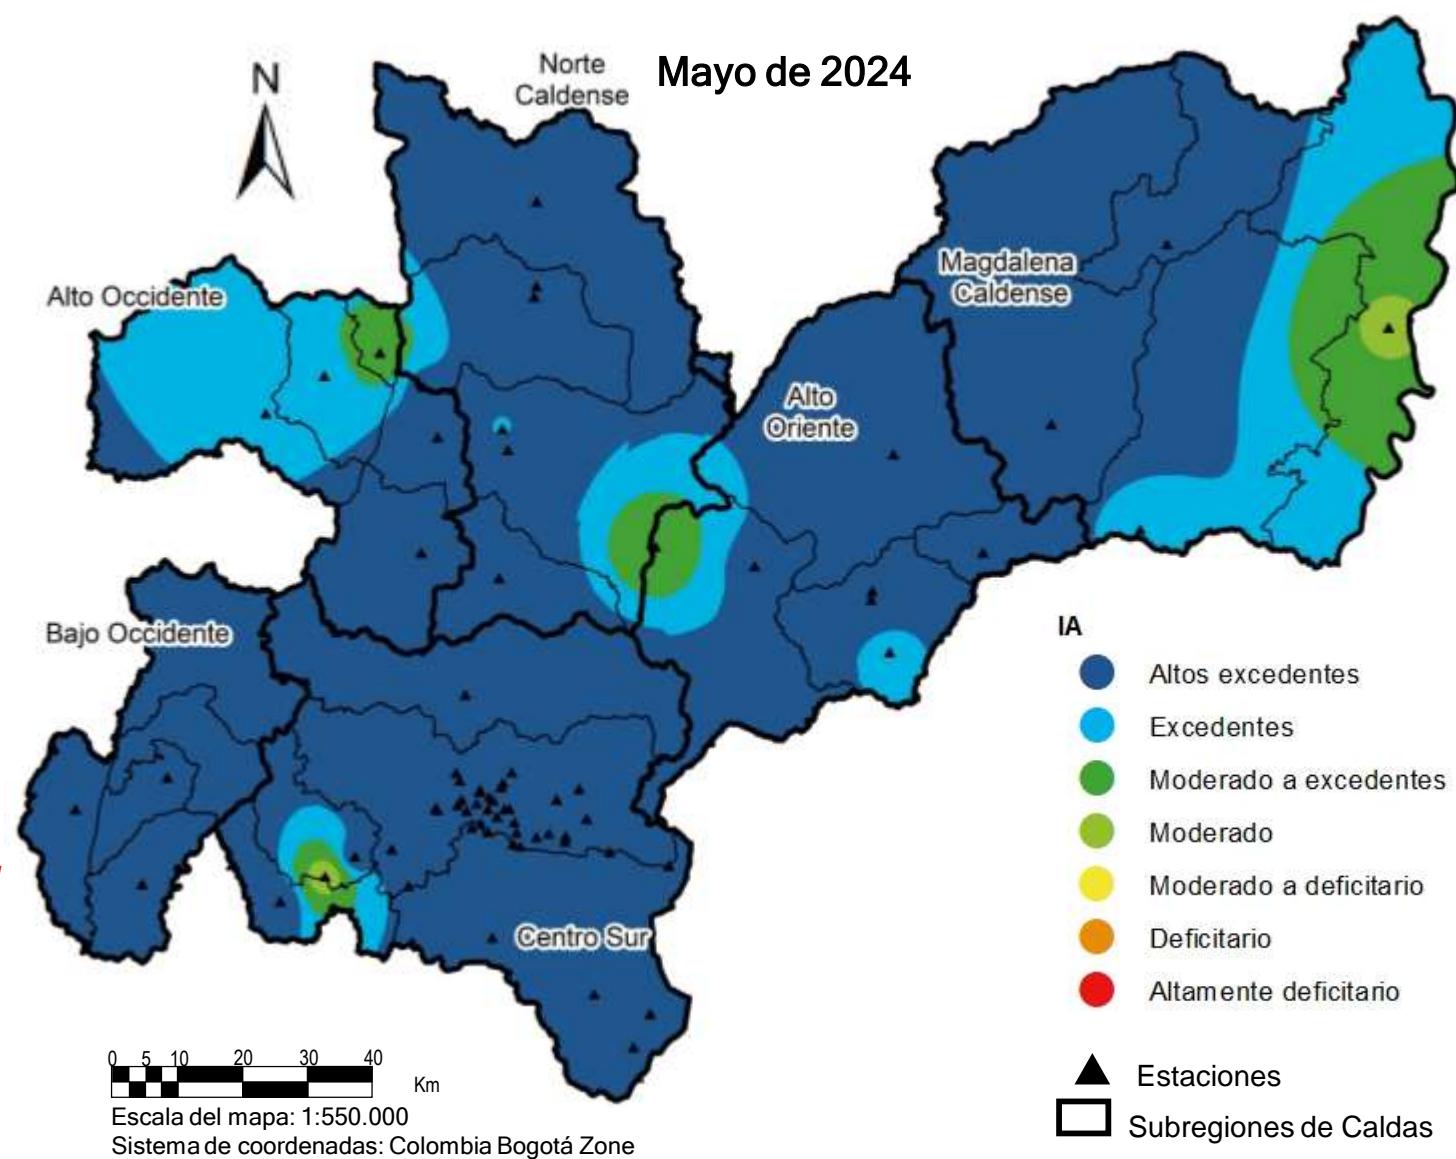 Mayo de 2024
N
Norte
Caldense
Alto Occidente
Magdalena
Caldense
Alto
Oriente
Bajo Occidente
Centro Sur
IA
Altos excedentes
Excedentes
Moderado a excedentes
Moderado
Moderado a deficitario
Deficitario
Altamente deficitario
Estaciones
Subregiones de Caldas
0 5 10 20 30 40
Km
Escala del mapa: 1:550.000
Sistema de coordenadas: Colombia Bogotá Zone